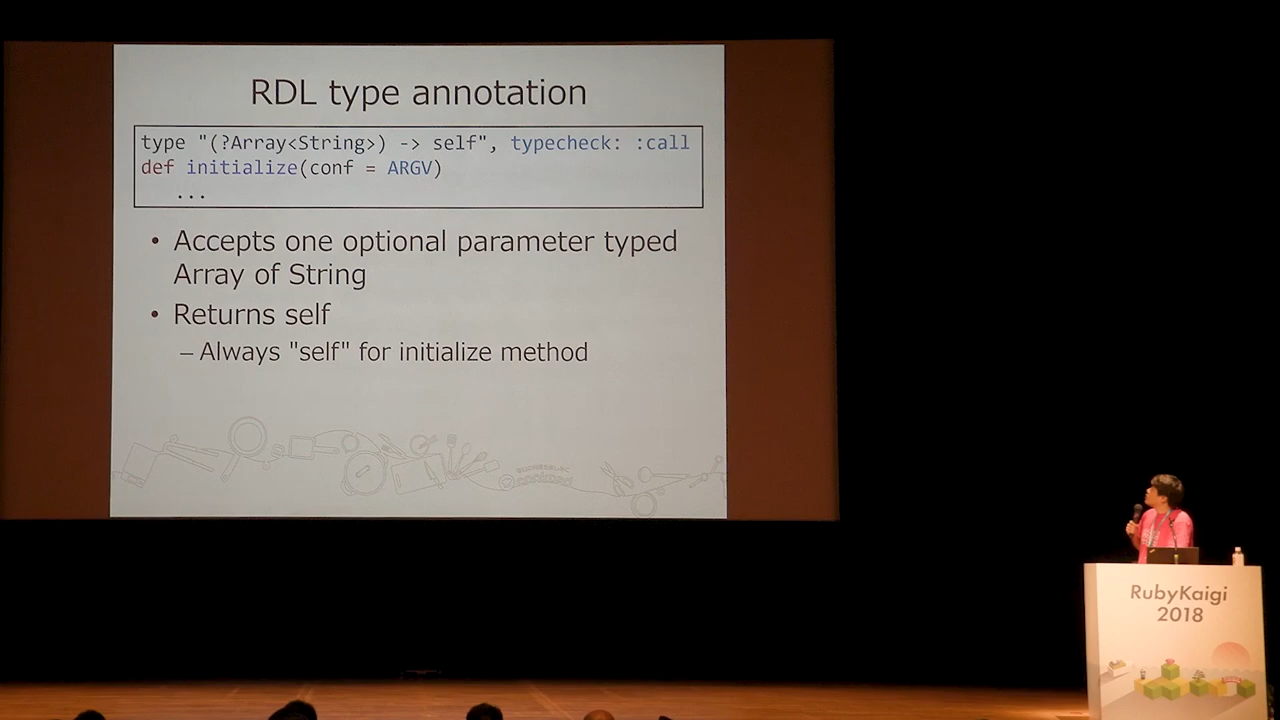 RDL type annotation
type "(?Array<String>) -> self", typecheck: :call
def initialize(conf = ARGV)
...
• Accepts one optional parameter typed
Array of String
• Returns self
– Always "self" for initialize method
cookpad
RubyKaigi
2018